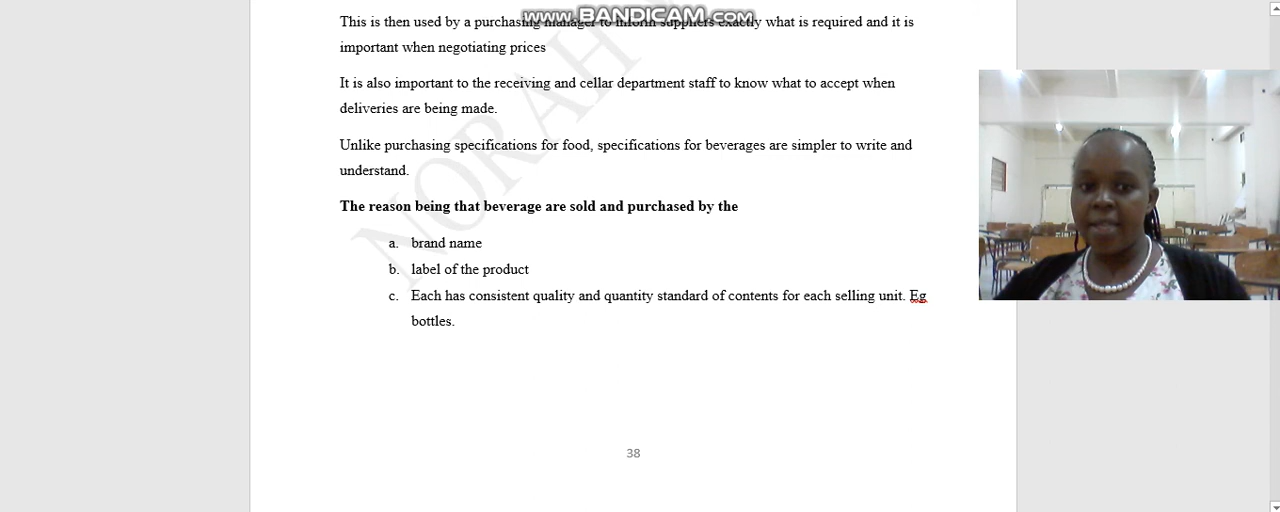 www.BANDICAM.com
This is then used by a purchasing manager to inform suppliers exactly what is required and it is
important when negotiating prices
It is also important to the receiving and cellar department staff to know what to accept when
deliveries are being made.
Unlike purchasing specifications for food, specifications for beverages are simpler to write and
understand.
The reason being that beverage are sold and purchased by the
a. brand name
b. label of the product
c. Each has consistent quality and quantity standard of contents for each selling unit. Eg
bottles.
NORAH
38